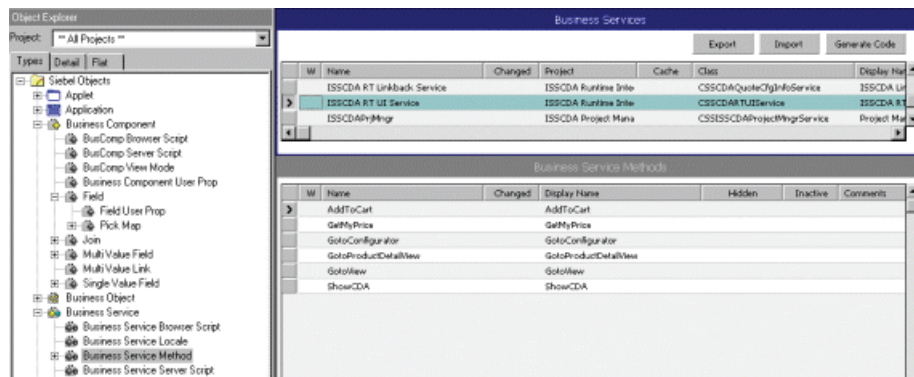 Object Explorer
Project: ** All Projects **
Types Detail Flat
Siebel Objects
Applet
Application
Business Component
BusComp Browser Script
BusComp Server Script
BusComp View Mode
Business Component User Prop
Field
Field User Prop
Pick Map
Join
Multi Value Field
Multi Value Link
Single Value Field
Business Object
Business Service
Business Service Browser Script
Business Service Locale
Business Service Method
Business Service Server Script
Business Services
Export Import Generate Code
W Name Changed Project Cache Class Display Nar
ISSCDA RT Linkback Service ISSCDA Runtime Inte CSSCDAQuoteCfgInfoService ISSCDA Lir
ISSCDA RT UI Service ISSCDA Runtime Inte CSSCDARTUIService ISSCDA RT
ISSCDAPrjMngr ISSCDA Project Mana CSSISSCDAProjectMngrService Project Mar
Business Service Methods
W Name Changed Display Name Hidden Inactive Comments
AddToCart AddToCart
GetMyPrice GetMyPrice
GotoConfigurator GotoConfigurator
GotoProductDetailView GotoProductDetailView
GotoView GotoView
ShowCDA ShowCDA